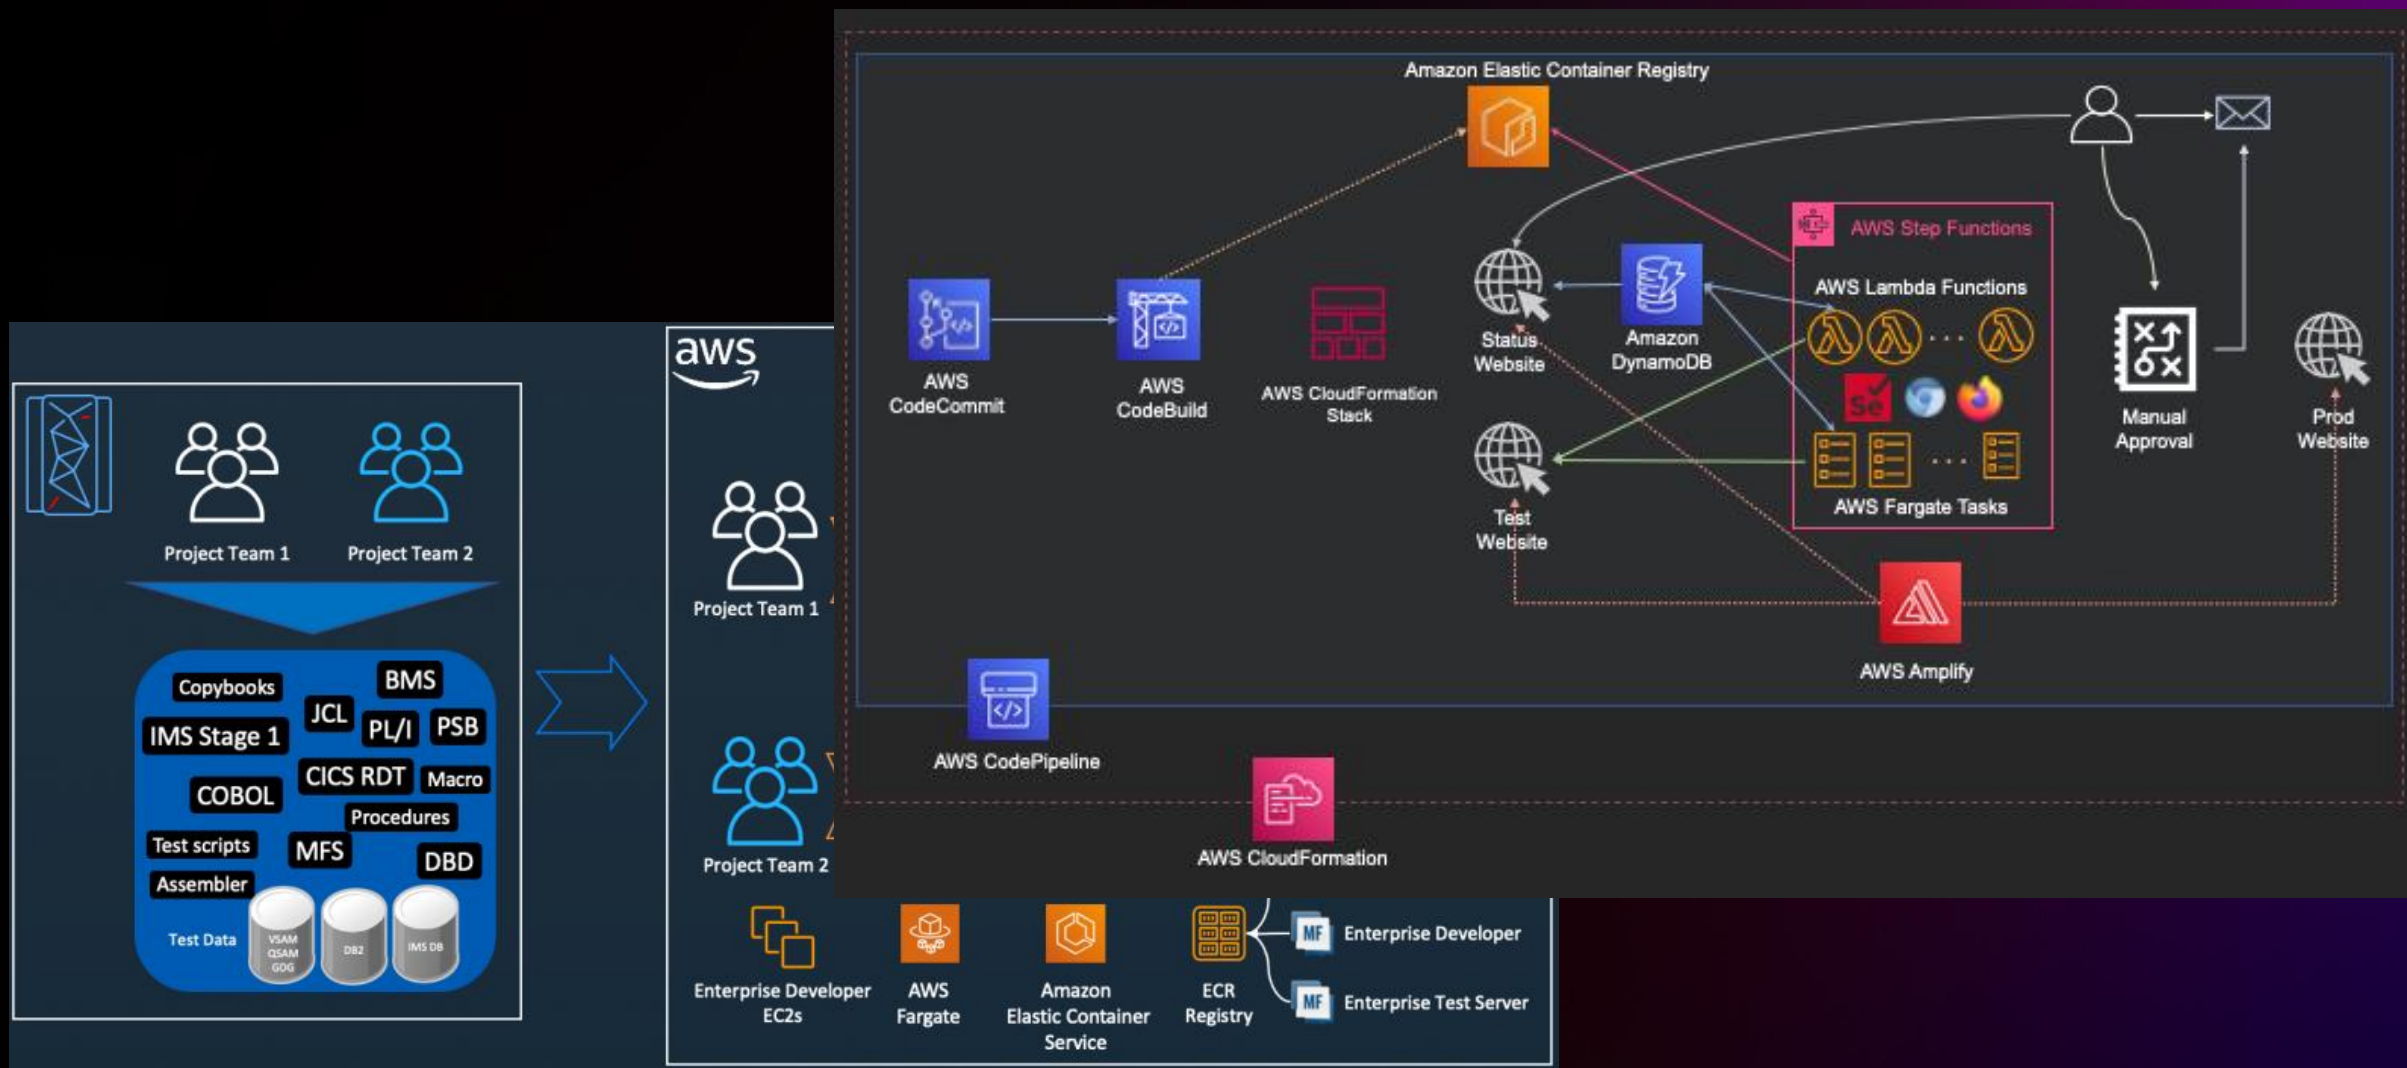 Project Team 1
Project Team 2
Copybooks
BMS
JCL
IMS Stage 1
PL/I
PSB
CICS RDT
Macro
COBOL
Procedures
Test scripts
MFS
DBD
Assembler
Test Data
VSAM
QSAM
GDG
DB2
IMS DB
aws
Project Team 1
Project Team 2
Enterprise Developer
EC2s
AWS
Fargate
Amazon
Elastic Container
Service
ECR
Registry
MF
Enterprise Developer
MF
Enterprise Test Server
Amazon Elastic Container Registry
AWS
CodeCommit
AWS
CodeBuild
AWS CloudFormation
Stack
Status
Website
Amazon
DynamoDB
Test
Website
AWS Step Functions
AWS Lambda Functions
Se
AWS Fargate Tasks
Manual
Approval
Prod
Website
AWS Amplify
AWS CodePipeline
AWS CloudFormation